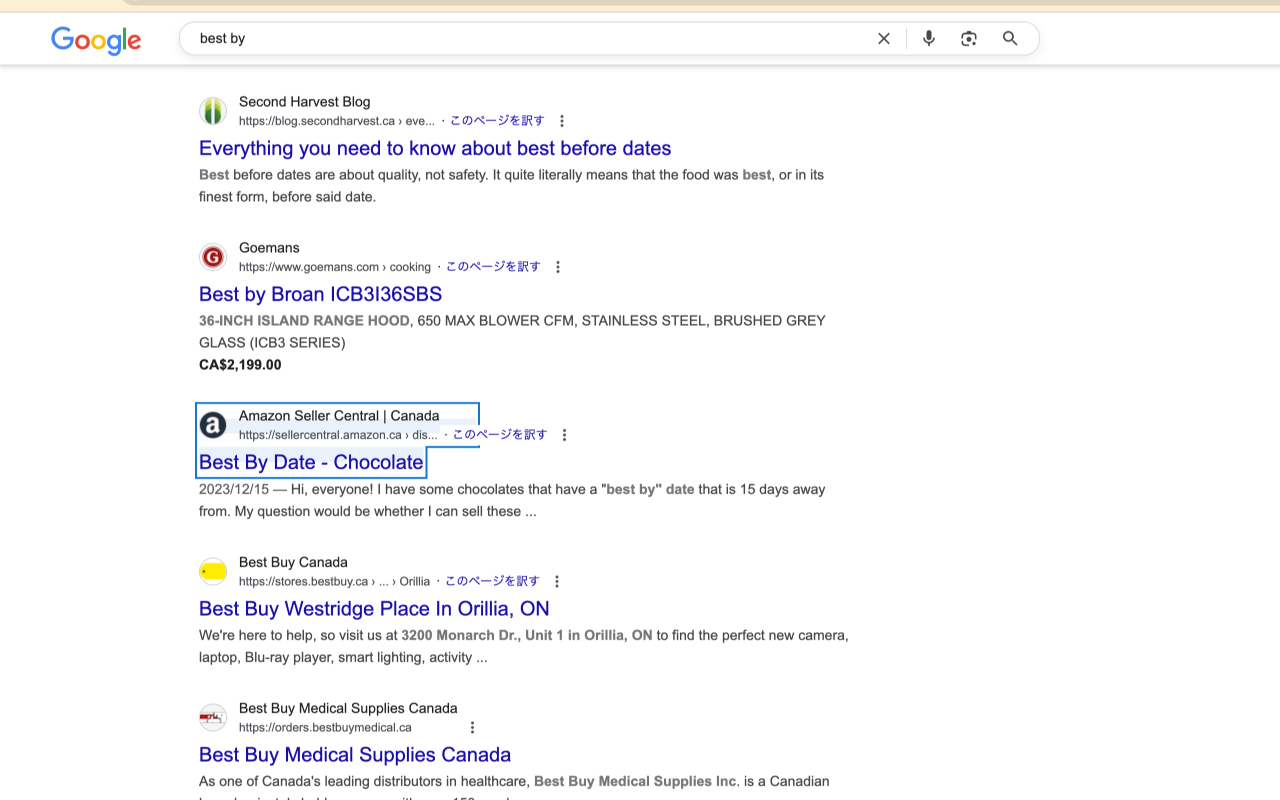 Google
best by
Second Harvest Blog
https://blog.secondharvest.ca › eve... · このページを訳す
Everything you need to know about best before dates
Best before dates are about quality, not safety. It quite literally means that the food was best, or in its
finest form, before said date.
G
Goemans
https://www.goemans.com › cooking · このページを訳す
Best by Broan ICB3I36SBS
36-INCH ISLAND RANGE HOOD, 650 MAX BLOWER CFM, STAINLESS STEEL, BRUSHED GREY
GLASS (ICB3 SERIES)
CA$2,199.00
a
Amazon Seller Central | Canada
https://sellercentral.amazon.ca › dis... · このページを訳す
Best By Date - Chocolate
2023/12/15 — Hi, everyone! I have some chocolates that have a "best by" date that is 15 days away
from. My question would be whether I can sell these ...
Best Buy Canada
https://stores.bestbuy.ca › ... › Orillia · このページを訳す
Best Buy Westridge Place In Orillia, ON
We're here to help, so visit us at 3200 Monarch Dr., Unit 1 in Orillia, ON to find the perfect new camera,
laptop, Blu-ray player, smart lighting, activity ...
Best Buy Medical Supplies Canada
https://orders.bestbuymedical.ca
Best Buy Medical Supplies Canada
As one of Canada's leading distributors in healthcare, Best Buy Medical Supplies Inc. is a Canadian